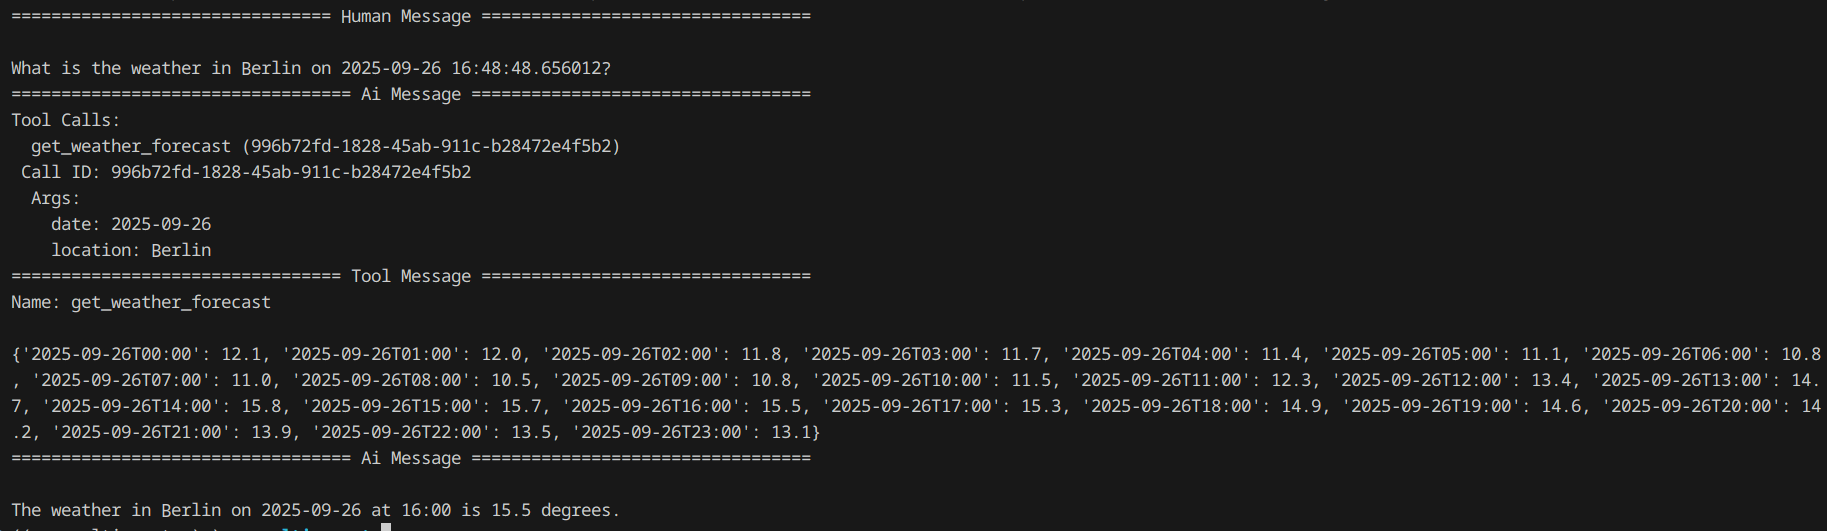 ================================ Human Message =================================
What is the weather in Berlin on 2025-09-26 16:48:48.656012?
================================== Ai Message ==================================
Tool Calls:
get_weather_forecast (996b72fd-1828-45ab-911c-b28472e4f5b2)
Call ID: 996b72fd-1828-45ab-911c-b28472e4f5b2
Args:
date: 2025-09-26
location: Berlin
================================= Tool Message =================================
Name: get_weather_forecast
{'2025-09-26T00:00': 12.1, '2025-09-26T01:00': 12.0, '2025-09-26T02:00': 11.8, '2025-09-26T03:00': 11.7, '2025-09-26T04:00': 11.4, '2025-09-26T05:00': 11.1, '2025-09-26T06:00': 10.8
, '2025-09-26T07:00': 11.0, '2025-09-26T08:00': 10.5, '2025-09-26T09:00': 10.8, '2025-09-26T10:00': 11.5, '2025-09-26T11:00': 12.3, '2025-09-26T12:00': 13.4, '2025-09-26T13:00': 14.
7, '2025-09-26T14:00': 15.8, '2025-09-26T15:00': 15.7, '2025-09-26T16:00': 15.5, '2025-09-26T17:00': 15.3, '2025-09-26T18:00': 14.9, '2025-09-26T19:00': 14.6, '2025-09-26T20:00': 14
.2, '2025-09-26T21:00': 13.9, '2025-09-26T22:00': 13.5, '2025-09-26T23:00': 13.1}
================================== Ai Message ==================================
The weather in Berlin on 2025-09-26 at 16:00 is 15.5 degrees.